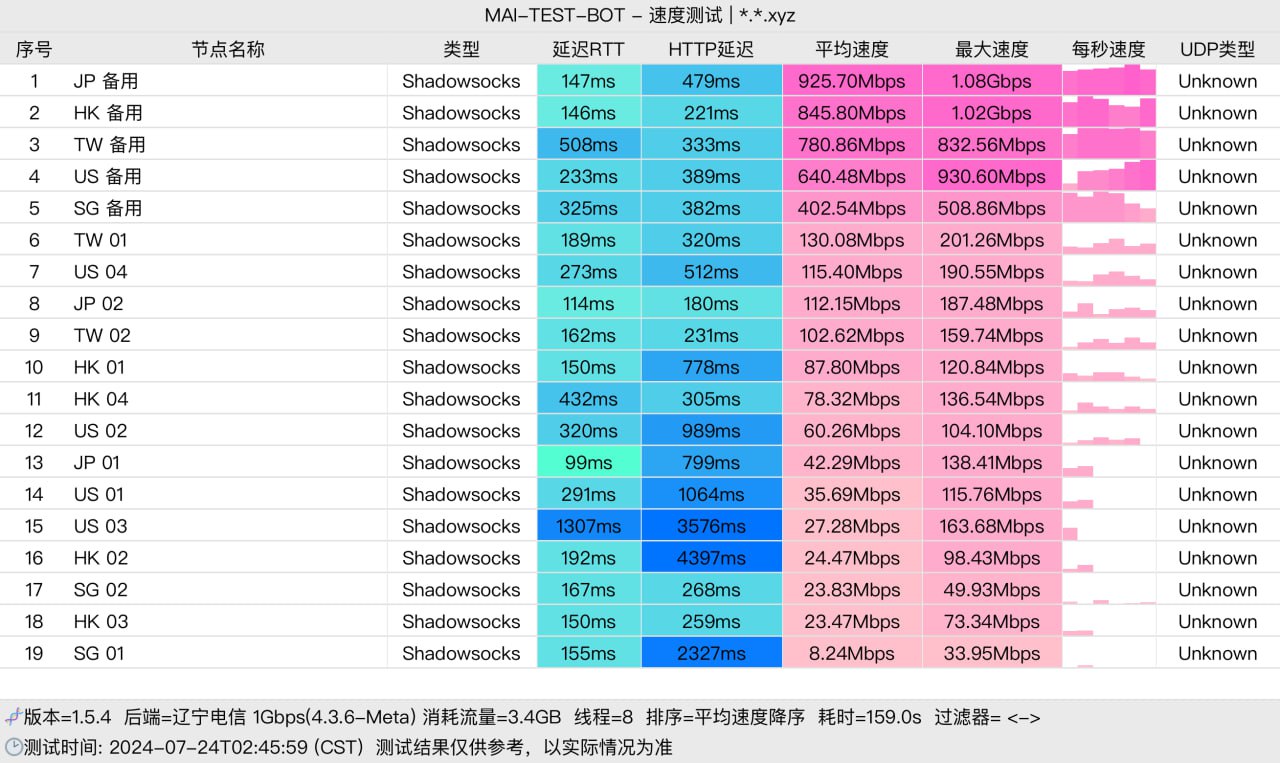 MAI-TEST-BOT - 速度测试 | *.*.xyz
序号 节点名称 类型 延迟RTT HTTP延迟 平均速度 最大速度 每秒速度 UDP类型
1 JP 备用 Shadowsocks 147ms 479ms 925.70Mbps 1.08Gbps Unknown
2 HK 备用 Shadowsocks 146ms 221ms 845.80Mbps 1.02Gbps Unknown
3 TW 备用 Shadowsocks 508ms 333ms 780.86Mbps 832.56Mbps Unknown
4 US 备用 Shadowsocks 233ms 389ms 640.48Mbps 930.60Mbps Unknown
5 SG 备用 Shadowsocks 325ms 382ms 402.54Mbps 508.86Mbps Unknown
6 TW 01 Shadowsocks 189ms 320ms 130.08Mbps 201.26Mbps Unknown
7 US 04 Shadowsocks 273ms 512ms 115.40Mbps 190.55Mbps Unknown
8 JP 02 Shadowsocks 114ms 180ms 112.15Mbps 187.48Mbps Unknown
9 TW 02 Shadowsocks 162ms 231ms 102.62Mbps 159.74Mbps Unknown
10 HK 01 Shadowsocks 150ms 778ms 87.80Mbps 120.84Mbps Unknown
11 HK 04 Shadowsocks 432ms 305ms 78.32Mbps 136.54Mbps Unknown
12 US 02 Shadowsocks 320ms 989ms 60.26Mbps 104.10Mbps Unknown
13 JP 01 Shadowsocks 99ms 799ms 42.29Mbps 138.41Mbps Unknown
14 US 01 Shadowsocks 291ms 1064ms 35.69Mbps 115.76Mbps Unknown
15 US 03 Shadowsocks 1307ms 3576ms 27.28Mbps 163.68Mbps Unknown
16 HK 02 Shadowsocks 192ms 4397ms 24.47Mbps 98.43Mbps Unknown
17 SG 02 Shadowsocks 167ms 268ms 23.83Mbps 49.93Mbps Unknown
18 HK 03 Shadowsocks 150ms 259ms 23.47Mbps 73.34Mbps Unknown
19 SG 01 Shadowsocks 155ms 2327ms 8.24Mbps 33.95Mbps Unknown
版本=1.5.4 后端=辽宁电信 1Gbps(4.3.6-Meta) 消耗流量=3.4GB 线程=8 排序=平均速度降序 耗时=159.0s 过滤器= <->
测试时间: 2024-07-24T02:45:59 (CST) 测试结果仅供参考，以实际情况为准